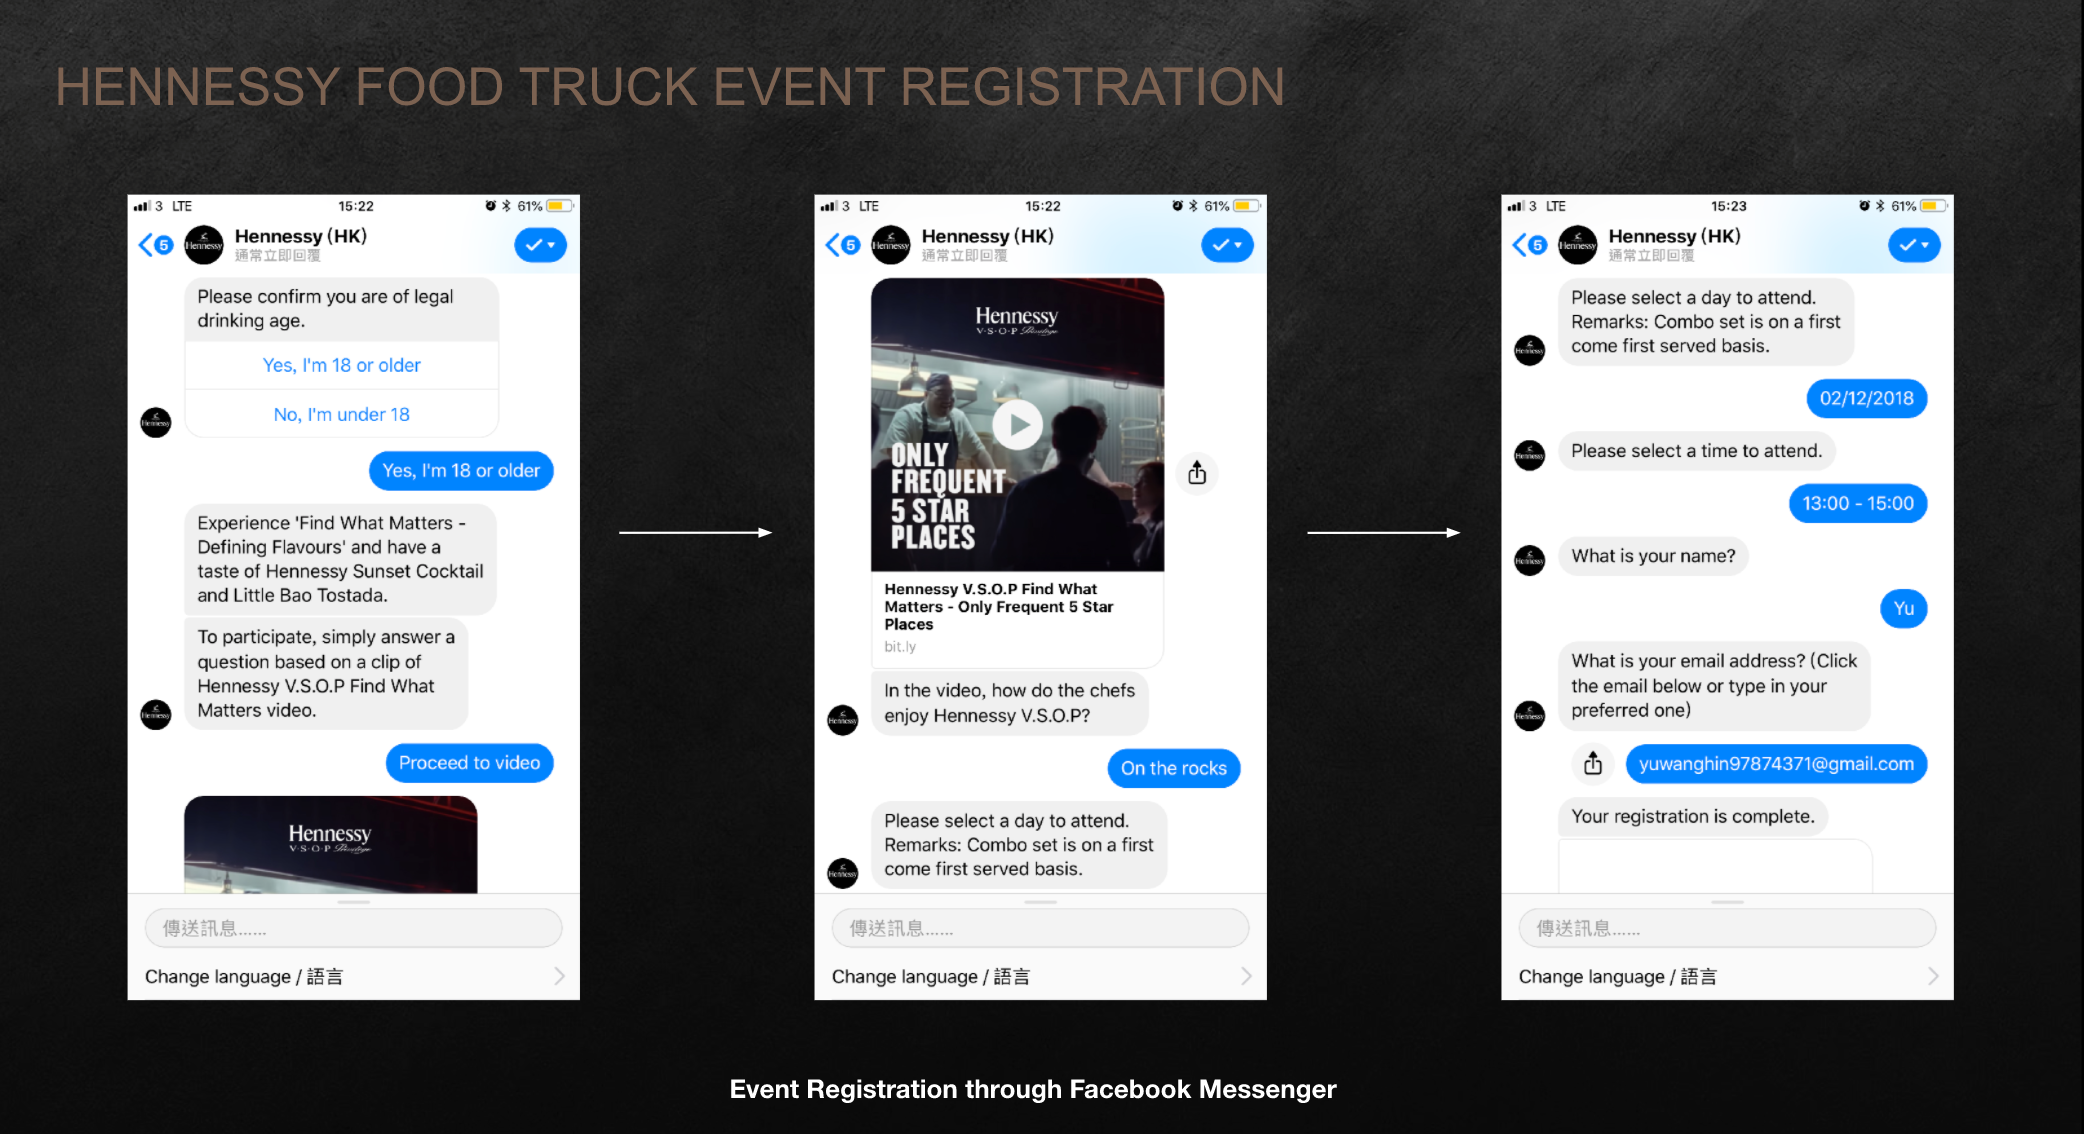 HENNESSY FOOD TRUCK EVENT REGISTRATION
3 LTE 15:22 61%
5 Hennessy Hennessy (HK)
通常立即回覆
Please confirm you are of legal
drinking age.
Yes, I'm 18 or older
No, I'm under 18
Hennessy
Yes, I'm 18 or older
Experience 'Find What Matters -
Defining Flavours' and have a
taste of Hennessy Sunset Cocktail
and Little Bao Tostada.
To participate, simply answer a
question based on a clip of
Hennessy V.S.O.P Find What
Matters video.
Hennessy
Proceed to video
Hennessy
V·S·O·P Privilège
傳送訊息......
Change language / 語言
3 LTE 15:22 61%
5 Hennessy Hennessy (HK)
通常立即回覆
Hennessy
V·S·O·P Privilège
ONLY
FREQUENT
5 STAR
PLACES
Hennessy V.S.O.P Find What
Matters - Only Frequent 5 Star
Places
bit.ly
In the video, how do the chefs
enjoy Hennessy V.S.O.P?
Hennessy
On the rocks
Please select a day to attend.
Remarks: Combo set is on a first
come first served basis.
Hennessy
傳送訊息......
Change language / 語言
3 LTE 15:23 61%
5 Hennessy Hennessy (HK)
通常立即回覆
Please select a day to attend.
Remarks: Combo set is on a first
come first served basis.
Hennessy
02/12/2018
Hennessy Please select a time to attend.
13:00 - 15:00
Hennessy What is your name?
Yu
What is your email address? (Click
the email below or type in your
preferred one)
Hennessy
yuwanghin97874371@gmail.com
Your registration is complete.
傳送訊息......
Change language / 語言
Event Registration through Facebook Messenger